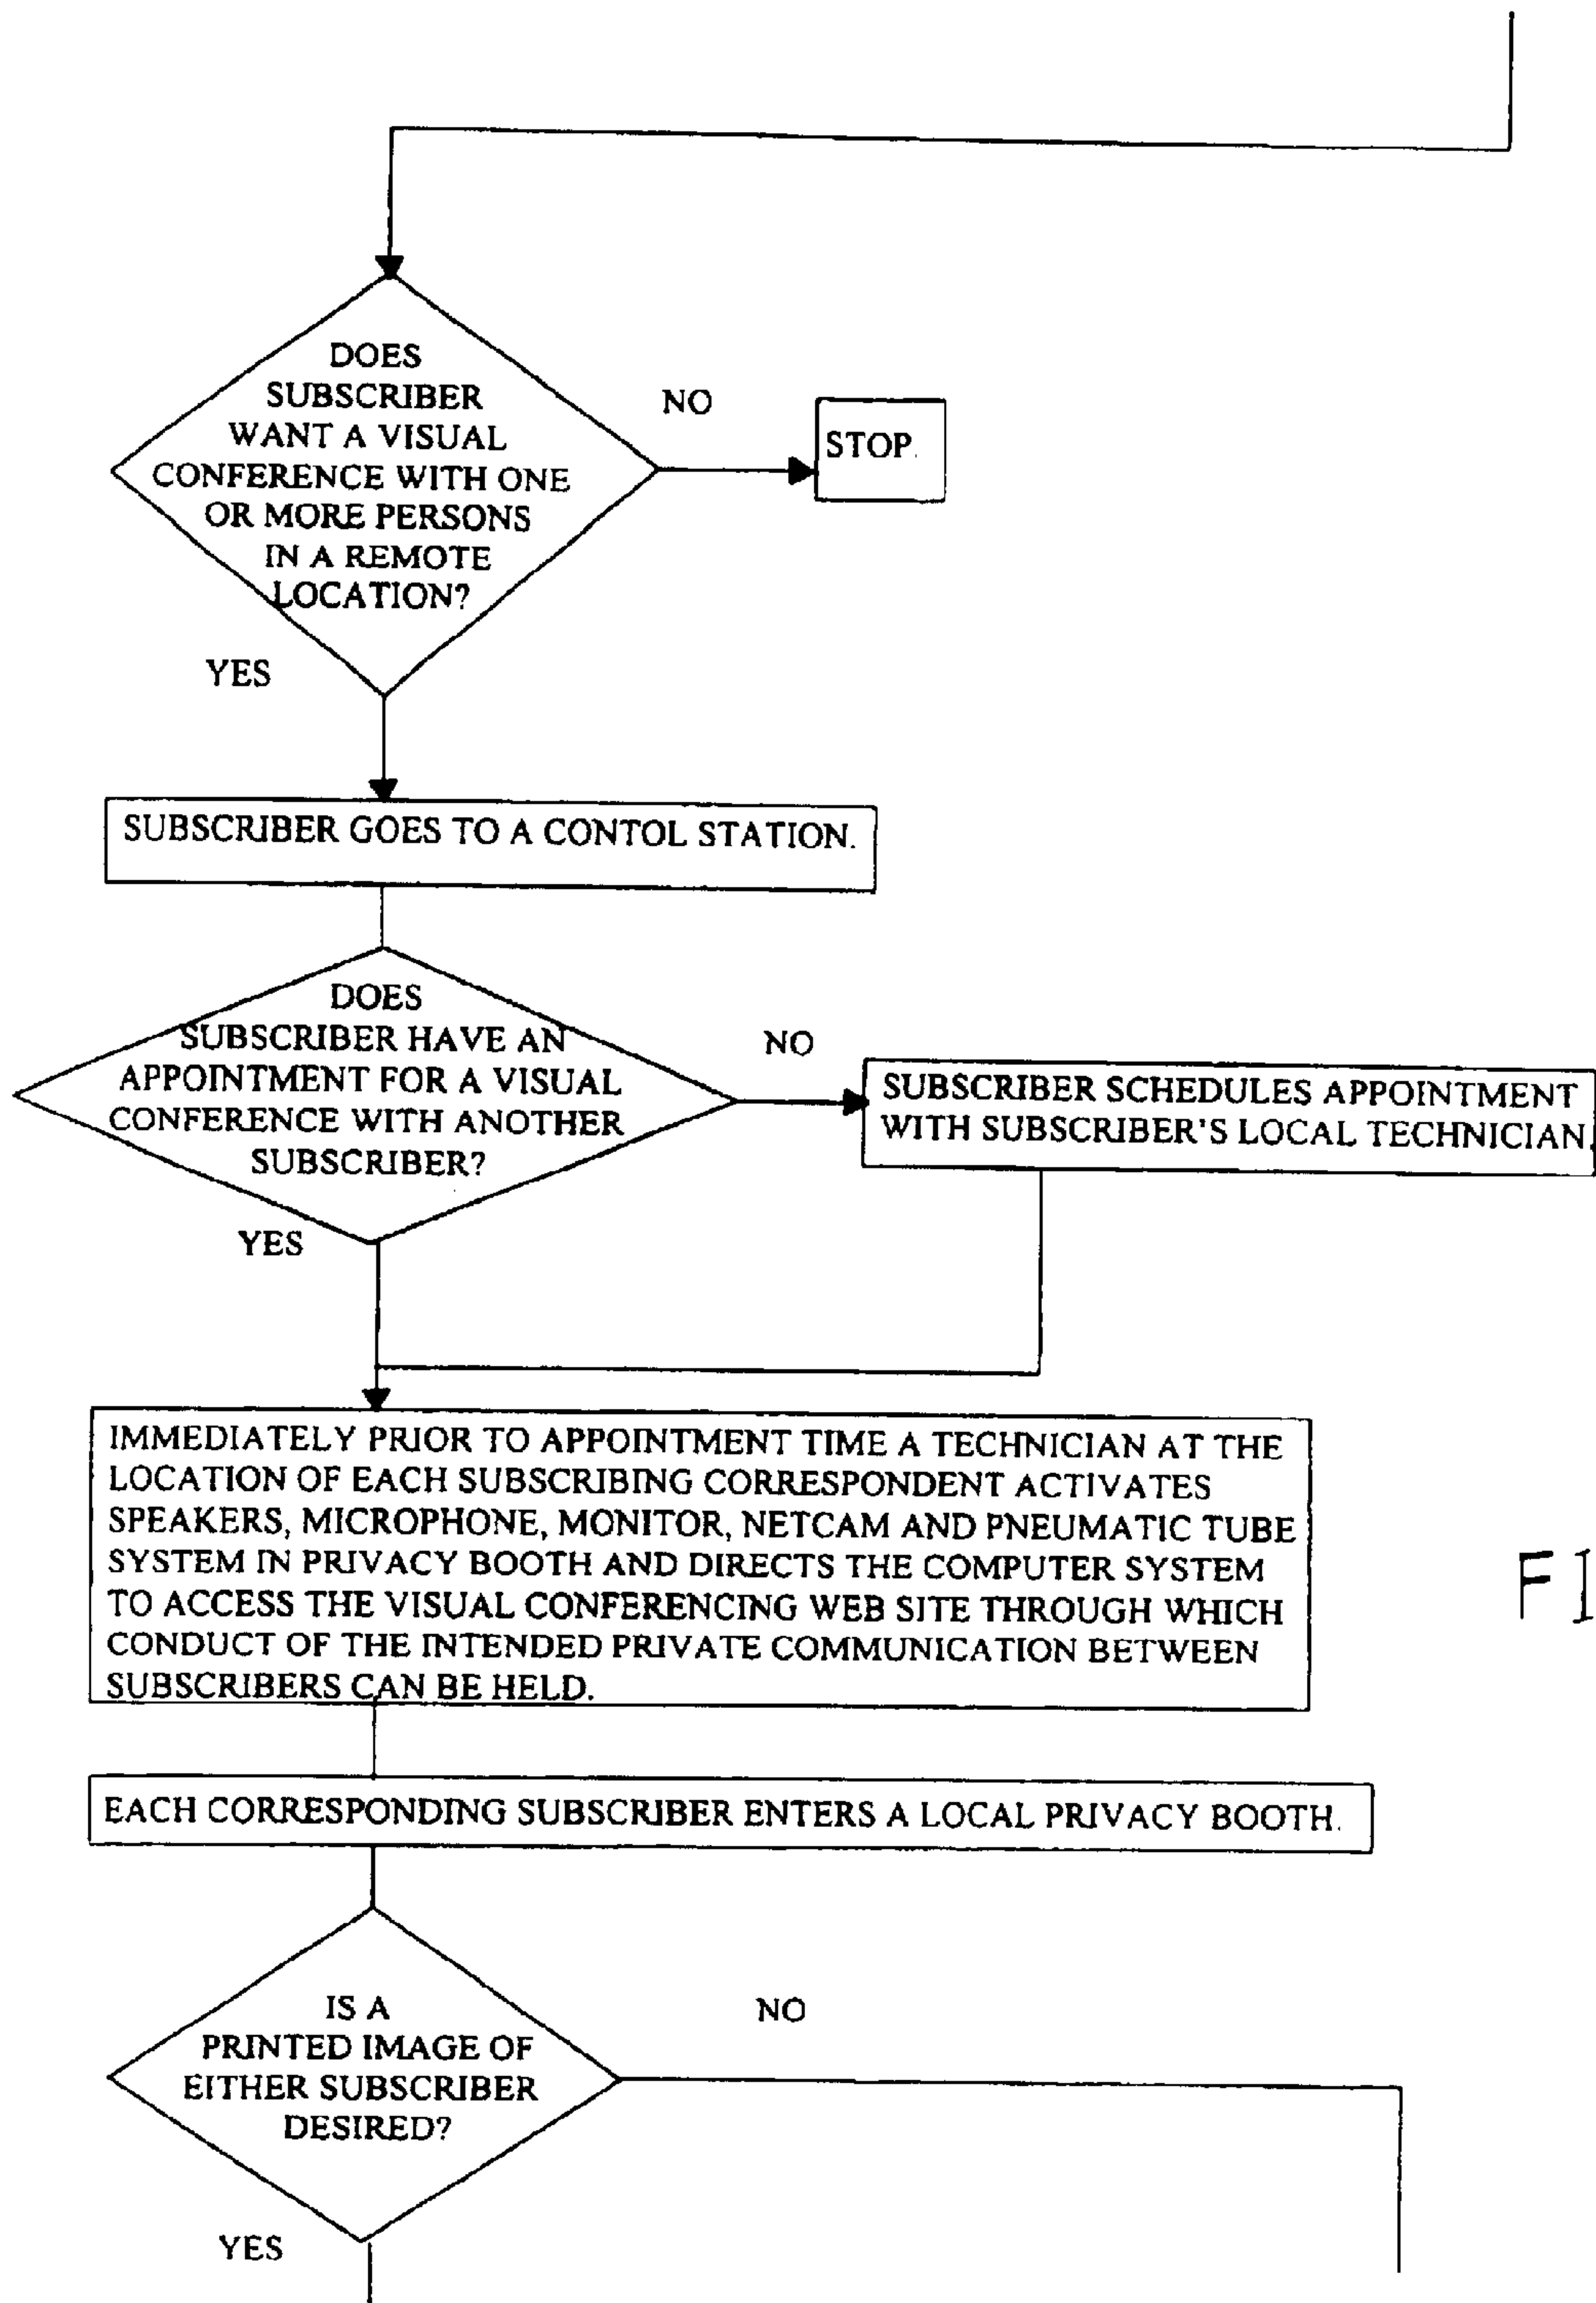 DOES
SUBSCRIBER
WANT A VISUAL
CONFERENCE WITH ONE
OR MORE PERSONS
IN A REMOTE
LOCATION?
NO
STOP.
YES
SUBSCRIBER GOES TO A CONTOL STATION.
DOES
SUBSCRIBER HAVE AN
APPOINTMENT FOR A VISUAL
CONFERENCE WITH ANOTHER
SUBSCRIBER?
NO
SUBSCRIBER SCHEDULES APPOINTMENT
WITH SUBSCRIBER'S LOCAL TECHNICIAN.
YES
IMMEDIATELY PRIOR TO APPOINTMENT TIME A TECHNICIAN AT THE
LOCATION OF EACH SUBSCRIBING CORRESPONDENT ACTIVATES
SPEAKERS, MICROPHONE, MONITOR, NETCAM AND PNEUMATIC TUBE
SYSTEM IN PRIVACY BOOTH AND DIRECTS THE COMPUTER SYSTEM
TO ACCESS THE VISUAL CONFERENCING WEB SITE THROUGH WHICH
CONDUCT OF THE INTENDED PRIVATE COMMUNICATION BETWEEN
SUBSCRIBERS CAN BE HELD.
FI
EACH CORRESPONDING SUBSCRIBER ENTERS A LOCAL PRIVACY BOOTH.
IS A
PRINTED IMAGE OF
EITHER SUBSCRIBER
DESIRED?
NO
YES